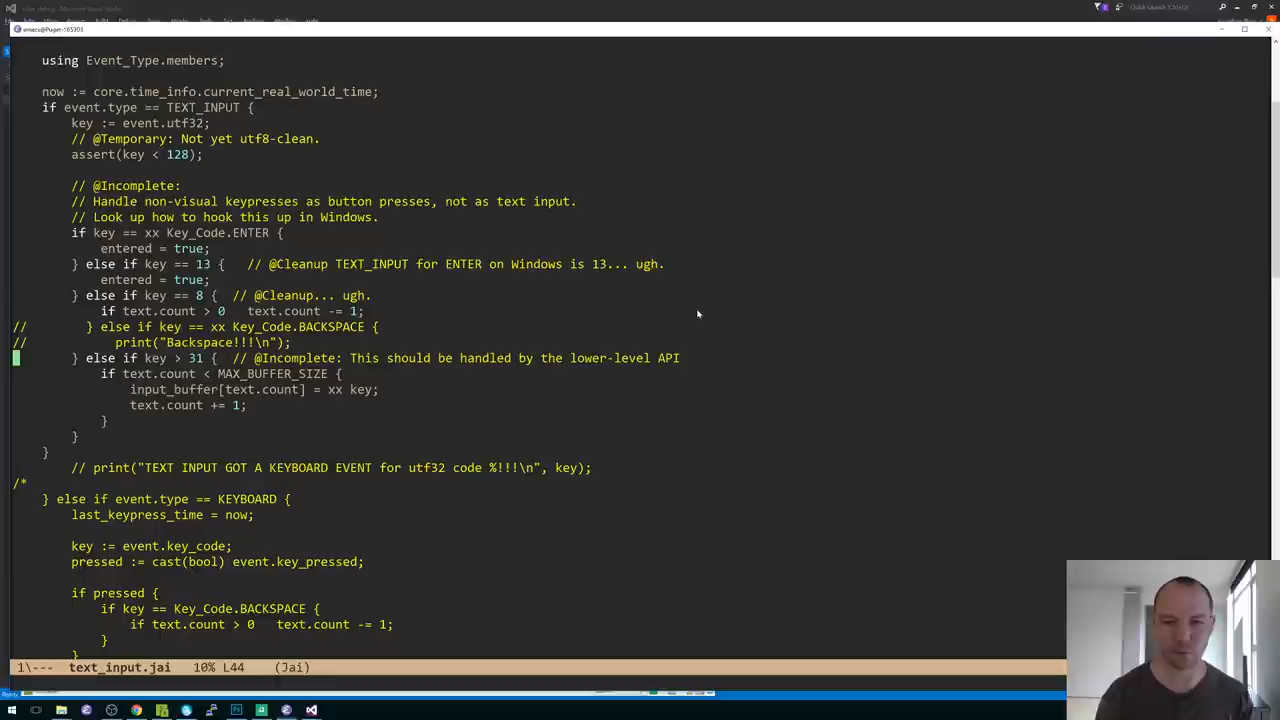 emacs@Puget-165303
using Event_Type.members;
now := core.time_info.current_real_world_time;
if event.type == TEXT_INPUT {
key := event.utf32;
// @Temporary: Not yet utf8-clean.
assert(key < 128);
// @Incomplete:
// Handle non-visual keypresses as button presses, not as text input.
// Look up how to hook this up in Windows.
if key == xx Key_Code.ENTER {
entered = true;
} else if key == 13 {   // @Cleanup TEXT_INPUT for ENTER on Windows is 13... ugh.
entered = true;
} else if key == 8 {  // @Cleanup... ugh.
if text.count > 0   text.count -= 1;
//        } else if key == xx Key_Code.BACKSPACE {
//            print("Backspace!!!\n");
} else if key > 31 {  // @Incomplete: This should be handled by the lower-level API
if text.count < MAX_BUFFER_SIZE {
input_buffer[text.count] = xx key;
text.count += 1;
}
}
}
// print("TEXT INPUT GOT A KEYBOARD EVENT for utf32 code %!!!\n", key);
/*
} else if event.type == KEYBOARD {
last_keypress_time = now;
key := event.key_code;
pressed := cast(bool) event.key_pressed;
if pressed {
if key == Key_Code.BACKSPACE {
if text.count > 0   text.count -= 1;
}
}
1\---  text_input.jai   10% L44   (Jai)